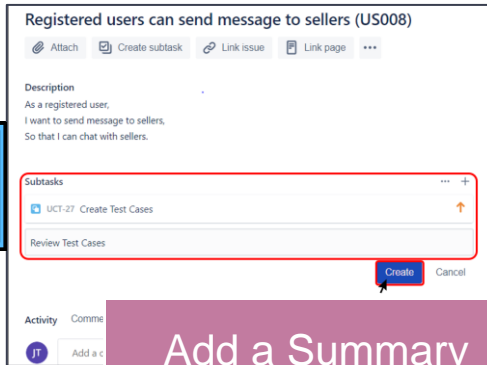 Registered users can send message to sellers (US008)
Attach Create subtask Link issue Link page •••
Description
As a registered user,
I want to send message to sellers,
So that I can chat with sellers.
Subtasks ••• +
UCT-27 Create Test Cases
Review Test Cases
Create Cancel
Activity Comme
JT Add a c
Add a Summary